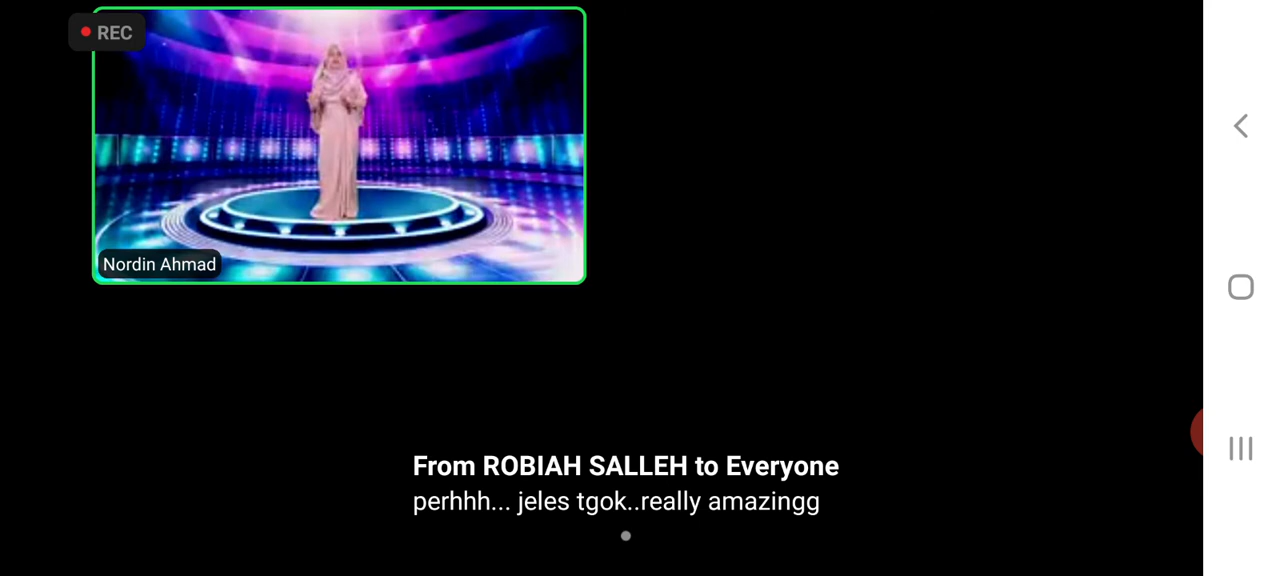 REC
Nordin Ahmad
From ROBIAH SALLEH to Everyone
perhhh... jeles tgok..really amazingg